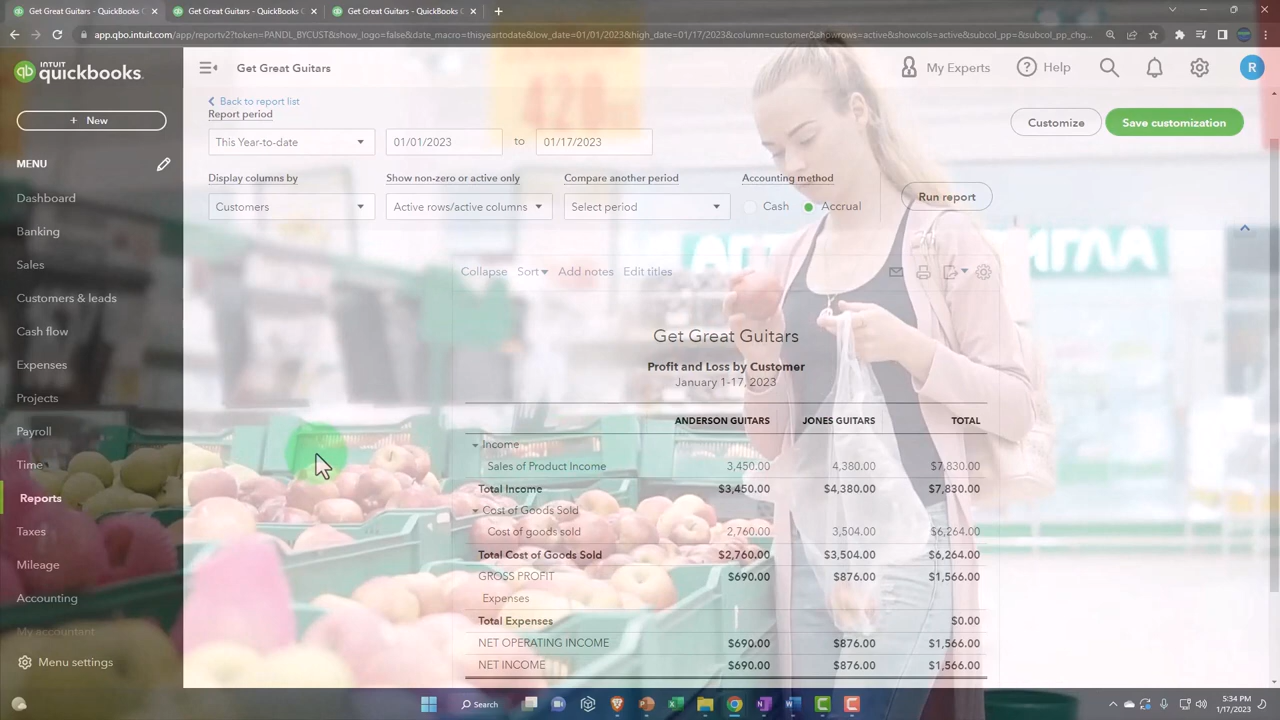 Get Great Guitars - QuickBooks C
Get Great Guitars - QuickBooks C
Get Great Guitars - QuickBooks C
app.qbo.intuit.com/app/reportv2?token=PANDL_BYCUST&show_logo=false&date_macro=thisyeartodate&low_date=01/01/2023&high_date=01/17/2023&column=customer&showrows=active&showcols=active&subcol_pp=&subcol_pp_chg...
INTUIT
quickbooks.
Get Great Guitars
My Experts
Help
R
+ New
MENU
Dashboard
Banking
Sales
Customers & leads
Cash flow
Expenses
Projects
Payroll
Time
Reports
Taxes
Mileage
Accounting
My accountant
Menu settings
Back to report list
Report period
This Year-to-date
01/01/2023
to
01/17/2023
Customize
Save customization
Display columns by
Show non-zero or active only
Compare another period
Accounting method
Customers
Active rows/active columns
Select period
Cash
Accrual
Run report
Collapse Sort Add notes Edit titles
Get Great Guitars
Profit and Loss by Customer
January 1-17, 2023
ANDERSON GUITARS JONES GUITARS TOTAL
Income
Sales of Product Income 3,450.00 4,380.00 $7,830.00
Total Income $3,450.00 $4,380.00 $7,830.00
Cost of Goods Sold
Cost of goods sold 2,760.00 3,504.00 $6,264.00
Total Cost of Goods Sold $2,760.00 $3,504.00 $6,264.00
GROSS PROFIT $690.00 $876.00 $1,566.00
Expenses
Total Expenses $0.00
NET OPERATING INCOME $690.00 $876.00 $1,566.00
NET INCOME $690.00 $876.00 $1,566.00
Search
5:34 PM
1/17/2023